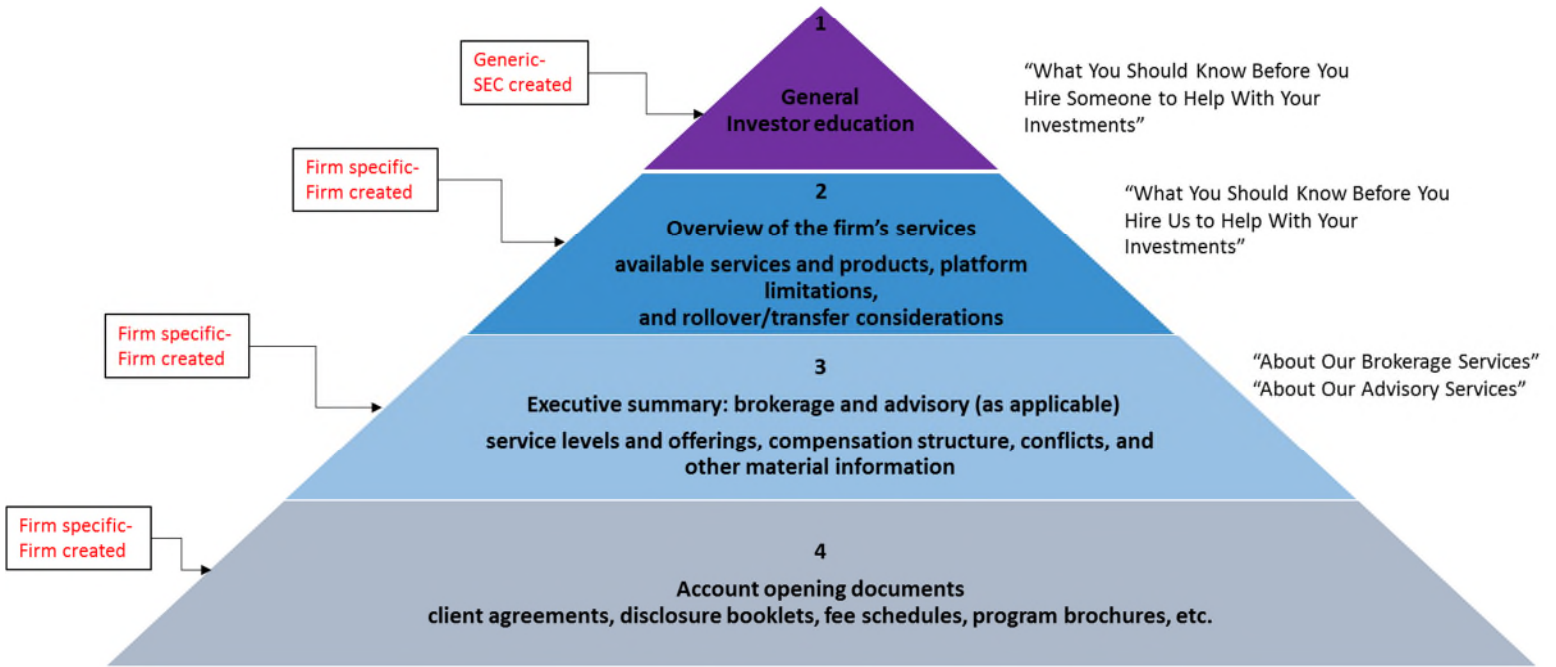 1
Generic-
SEC created
General
Investor education
“What You Should Know Before You
Hire Someone to Help With Your
Investments”
Firm specific-
Firm created
2
Overview of the firm’s services
available services and products, platform
limitations,
and rollover/transfer considerations
“What You Should Know Before You
Hire Us to Help With Your
Investments”
Firm specific-
Firm created
3
Executive summary: brokerage and advisory (as applicable)
service levels and offerings, compensation structure, conflicts, and
other material information
“About Our Brokerage Services”
“About Our Advisory Services”
Firm specific-
Firm created
4
Account opening documents
client agreements, disclosure booklets, fee schedules, program brochures, etc.